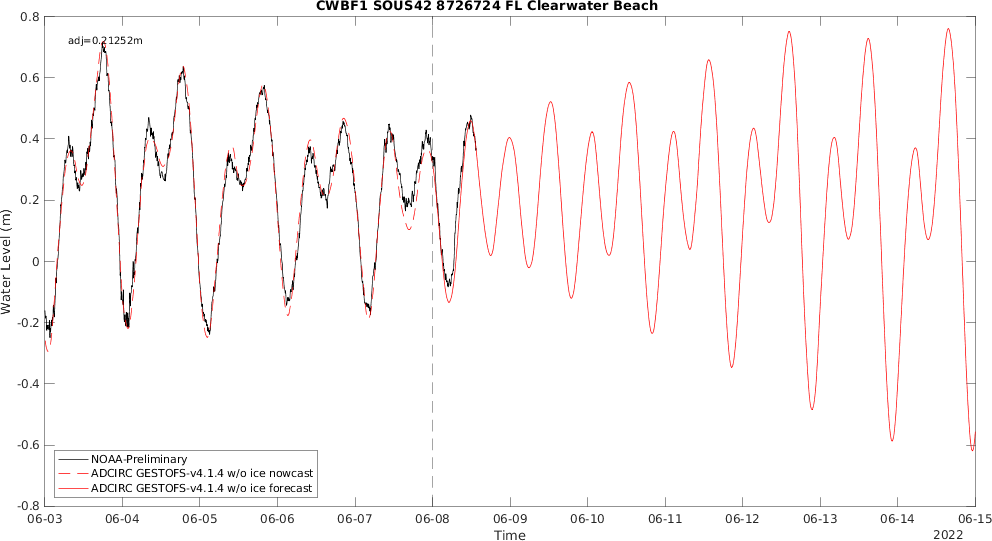 CWBF1 SOUS42 8726724 FL Clearwater Beach
adj=0.21252m
0.8
0.6
0.4
0.2
0
-0.2
-0.4
-0.6
-0.8
Water Level (m)
NOAA-Preliminary
ADCIRC GESTOFS-v4.1.4 w/o ice nowcast
ADCIRC GESTOFS-v4.1.4 w/o ice forecast
06-03 06-04 06-05 06-06 06-07 06-08 06-09 06-10 06-11 06-12 06-13 06-14 06-15
Time
2022